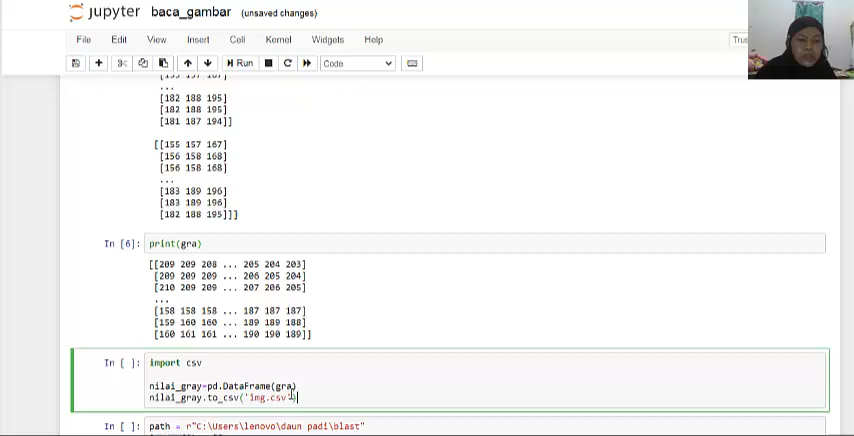 jupyter baca_gambar (unsaved changes)
File Edit View Insert Cell Kernel Widgets Help
Run Code
...
[182 188 195]
[182 188 195]
[181 187 194]]
[[155 157 167]
[156 158 168]
[156 158 168]
...
[183 189 196]
[183 189 196]
[182 188 195]]]
In [6]: print(gra)
[[209 209 208 ... 205 204 203]
[209 209 209 ... 206 205 204]
[210 209 209 ... 207 206 205]
...
[158 158 158 ... 187 187 187]
[159 160 160 ... 189 189 188]
[160 161 161 ... 190 190 189]]
In [ ]: import csv
nilai_gray=pd.DataFrame(gra)
nilai_gray.to_csv('img.csv')
In [ ]: path = r"C:\Users\lenovo\daun padi\blast"